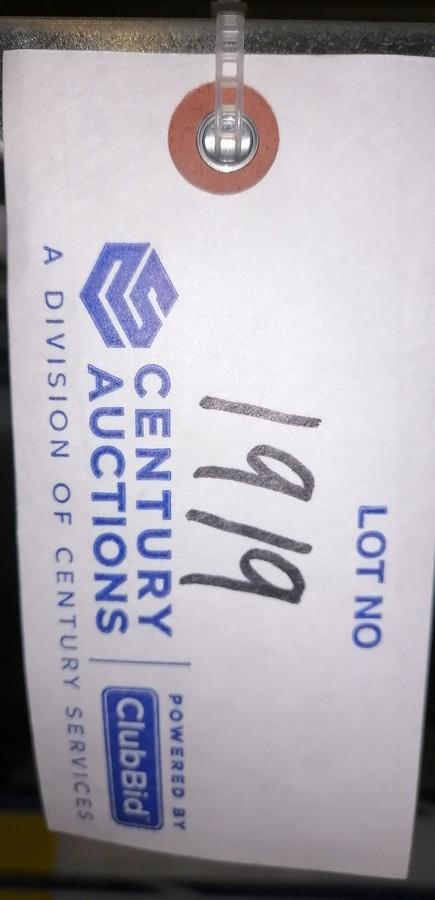 LOT NO
1919
CENTURY
AUCTIONS
POWERED BY
ClubBid
A DIVISION OF CENTURY SERVICES